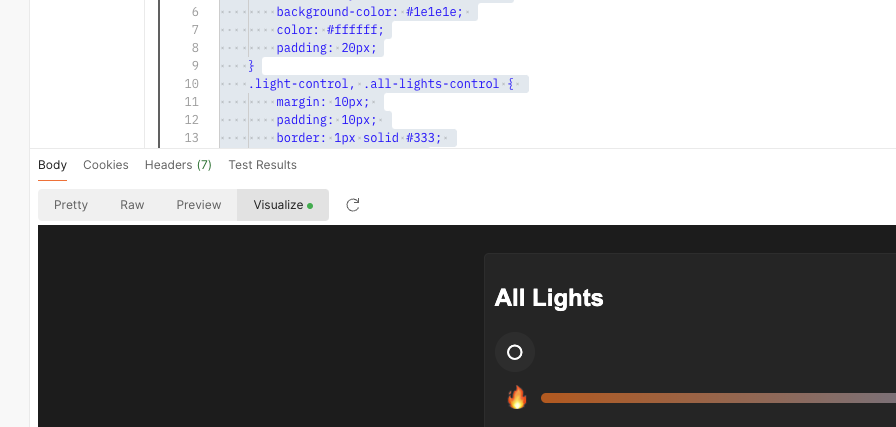 6 background-color: #1e1e1e;
7 color: #ffffff;
8 padding: 20px;
9 }
10 .light-control, .all-lights-control {
11 margin: 10px;
12 padding: 10px;
13 border: 1px solid #333;
Body Cookies Headers (7) Test Results
Pretty Raw Preview Visualize
All Lights